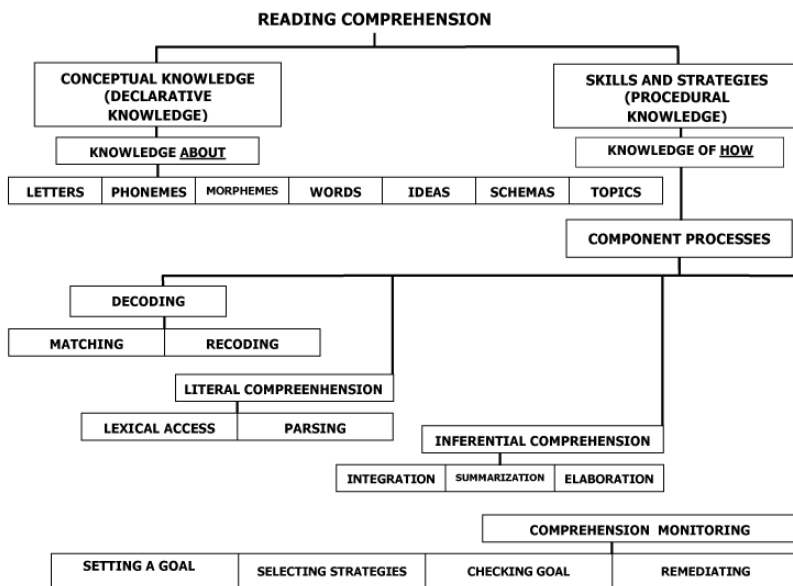 READING COMPREHENSION
CONCEPTUAL KNOWLEDGE
(DECLARATIVE
KNOWLEDGE)
SKILLS AND STRATEGIES
(PROCEDURAL
KNOWLEDGE)
KNOWLEDGE ABOUT
KNOWLEDGE OF HOW
LETTERS PHONEMES MORPHEMES WORDS IDEAS SCHEMAS TOPICS
COMPONENT PROCESSES
DECODING
MATCHING RECODING
LITERAL COMPREENHENSION
LEXICAL ACCESS PARSING
INFERENTIAL COMPREHENSION
INTEGRATION SUMMARIZATION ELABORATION
COMPREHENSION MONITORING
SETTING A GOAL SELECTING STRATEGIES CHECKING GOAL REMEDIATING